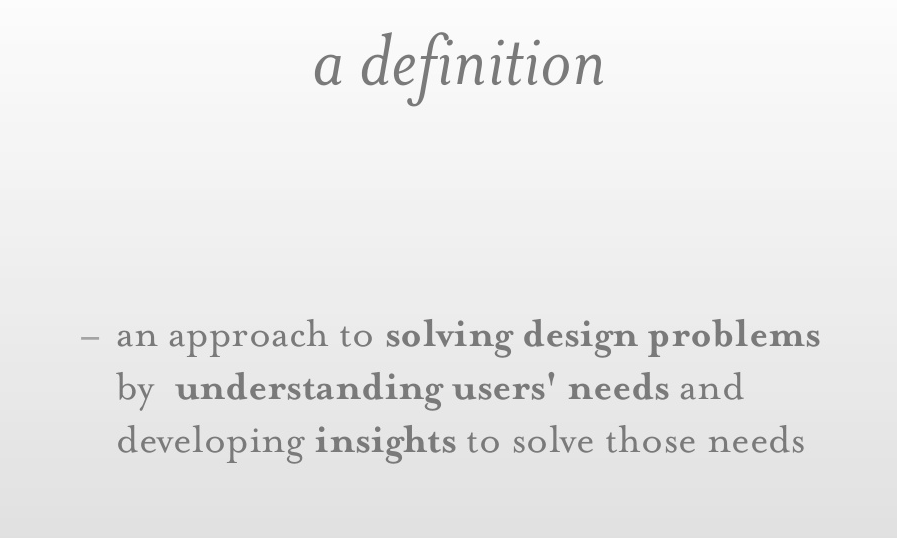 a definition
– an approach to solving design problems
by understanding users' needs and
developing insights to solve those needs